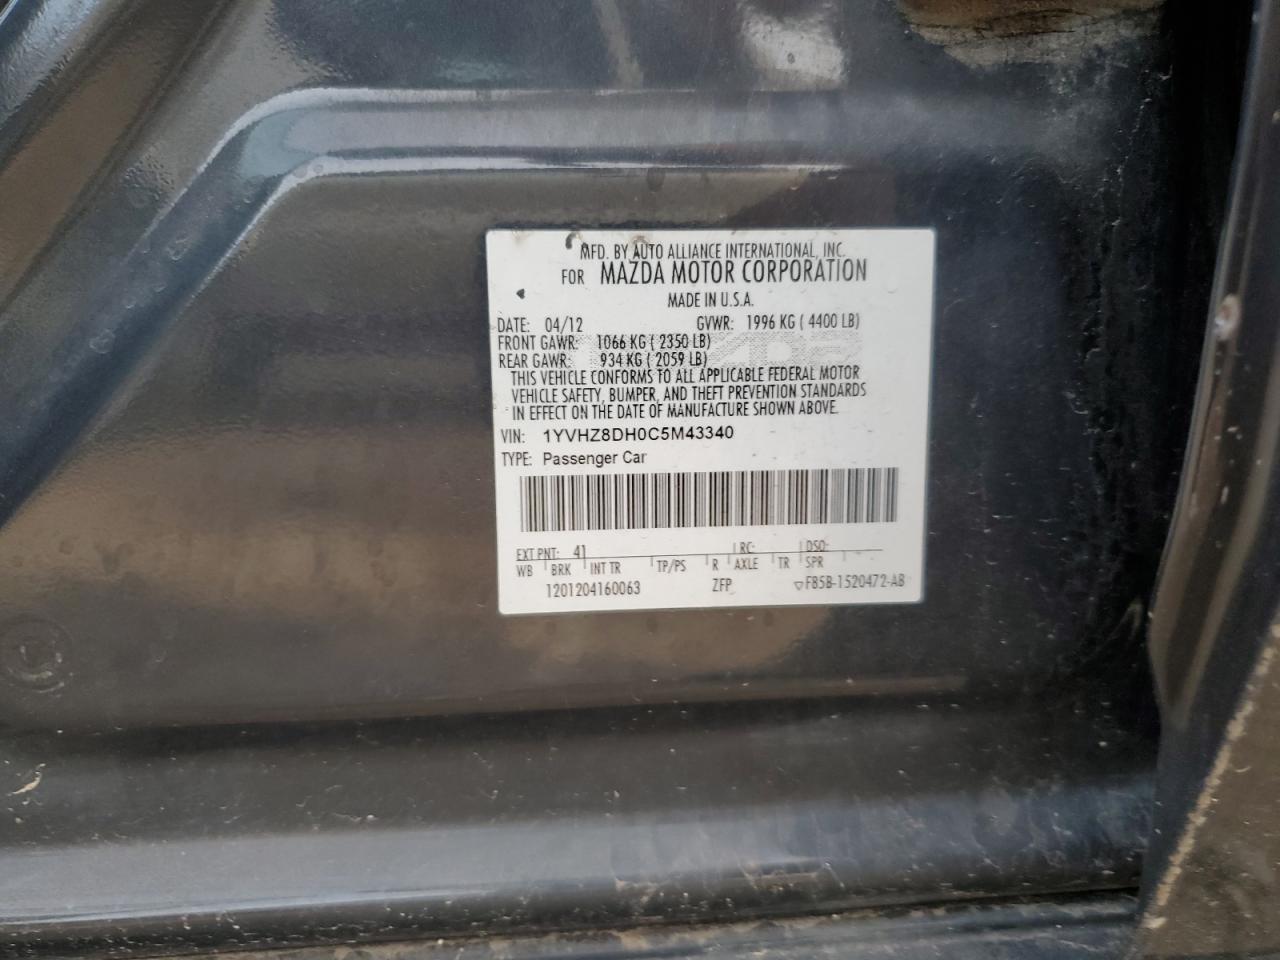 MFD. BY AUTO ALLIANCE INTERNATIONAL, INC.
FOR MAZDA MOTOR CORPORATION
MADE IN U.S.A.
DATE: 04/12 GVWR: 1996 KG ( 4400 LB)
FRONT GAWR: 1066 KG ( 2350 LB)
REAR GAWR: 934 KG ( 2059 LB)
THIS VEHICLE CONFORMS TO ALL APPLICABLE FEDERAL MOTOR
VEHICLE SAFETY, BUMPER, AND THEFT PREVENTION STANDARDS
IN EFFECT ON THE DATE OF MANUFACTURE SHOWN ABOVE.
VIN: 1YVHZ8DH0C5M43340
TYPE: Passenger Car
EXT PNT: 41 RC: DSO:
WB BRK INT TR TP/PS R AXLE TR SPR
1201204160063 ZFP F85B-1520472-AB